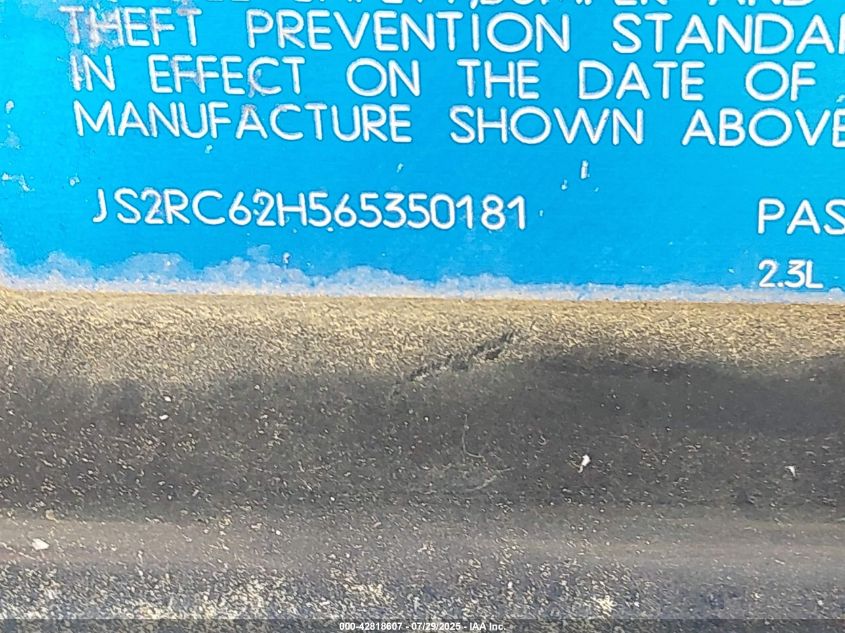 THEFT PREVENTION STANDAR
IN EFFECT ON THE DATE OF
MANUFACTURE SHOWN ABOVE
JS2RC62H565350181
PAS
2.3L
000-42818607 - 07/29/2025 - IAA Inc.